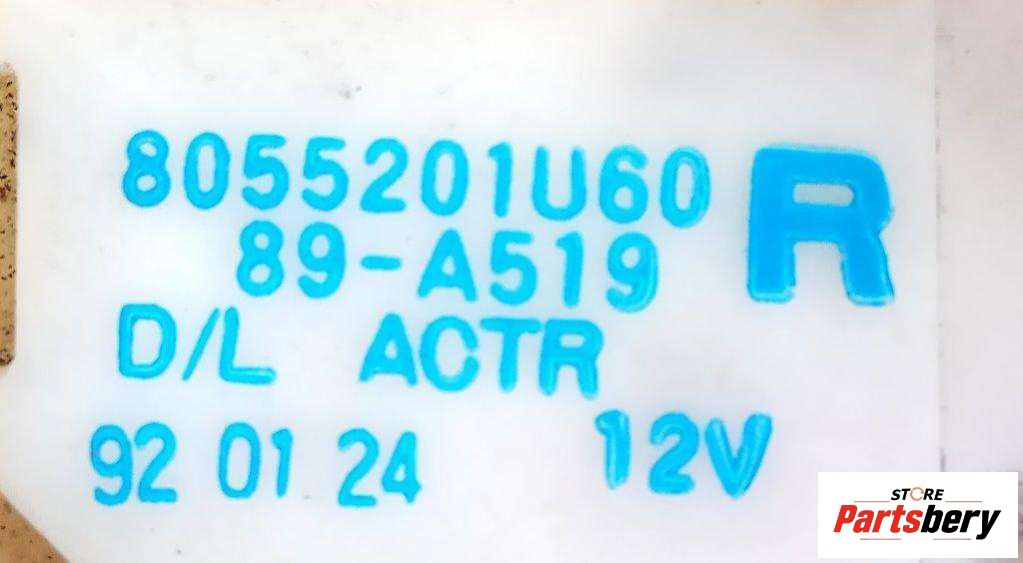 8055201U60 R
89-A519
D/L ACTR
92 01 24 12V
STORE
Partsbery